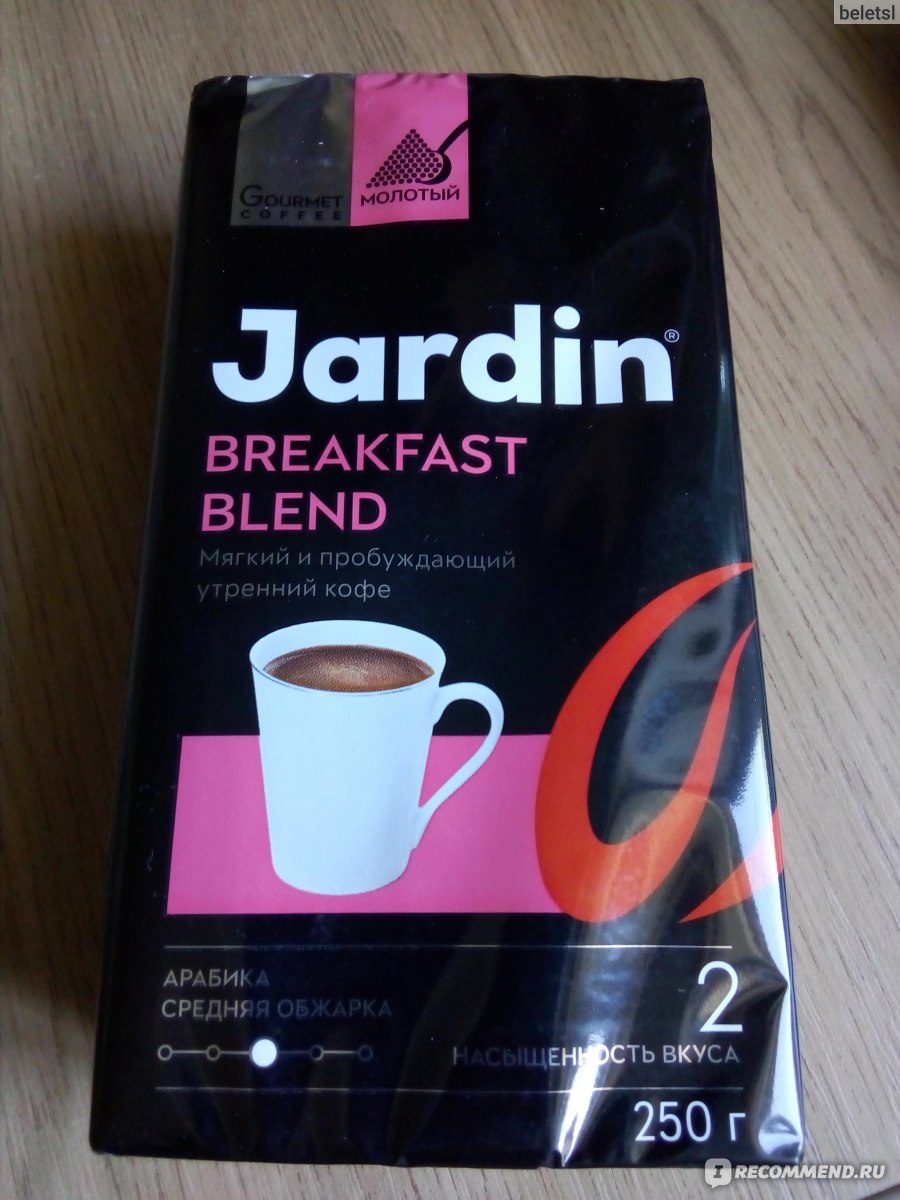 beletsl
GOURMET
COFFEE
МОЛОТЫЙ
Jardin®
BREAKFAST
BLEND
Мягкий и пробуждающий
утренний кофе
АРАБИКА
СРЕДНЯЯ ОБЖАРКА
2
НАСЫЩЕННОСТЬ ВКУСА
250 г
IRECOMMEND.RU